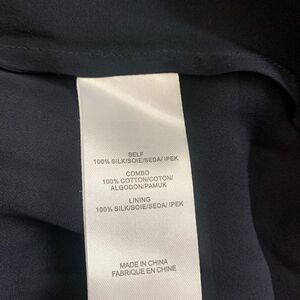 SELF
100% SILK/SOIE/SEDA/ IPEK
COMBO
100% COTTON/COTON/
ALGODON/PAMUK
LINING
100% SILK/SOIE/SEDA/ IPEK
MADE IN CHINA
FABRIQUE EN CHINE